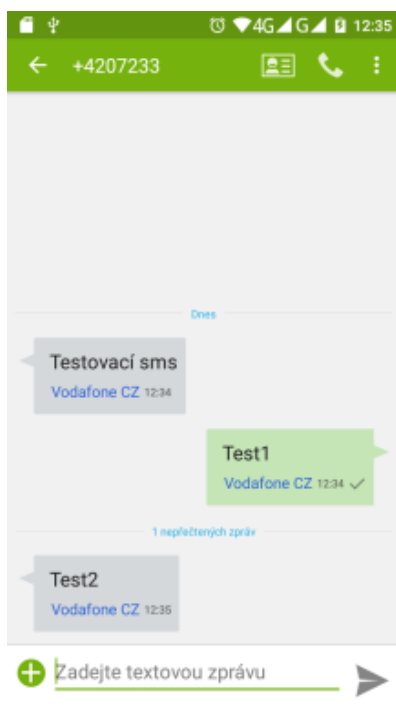 4G G 12:35
+4207233
Dnes
Testovací sms
Vodafone CZ 12:34
Test1
Vodafone CZ 12:34
1 nepřečtených zpráv
Test2
Vodafone CZ 12:35
Zadejte textovou zprávu